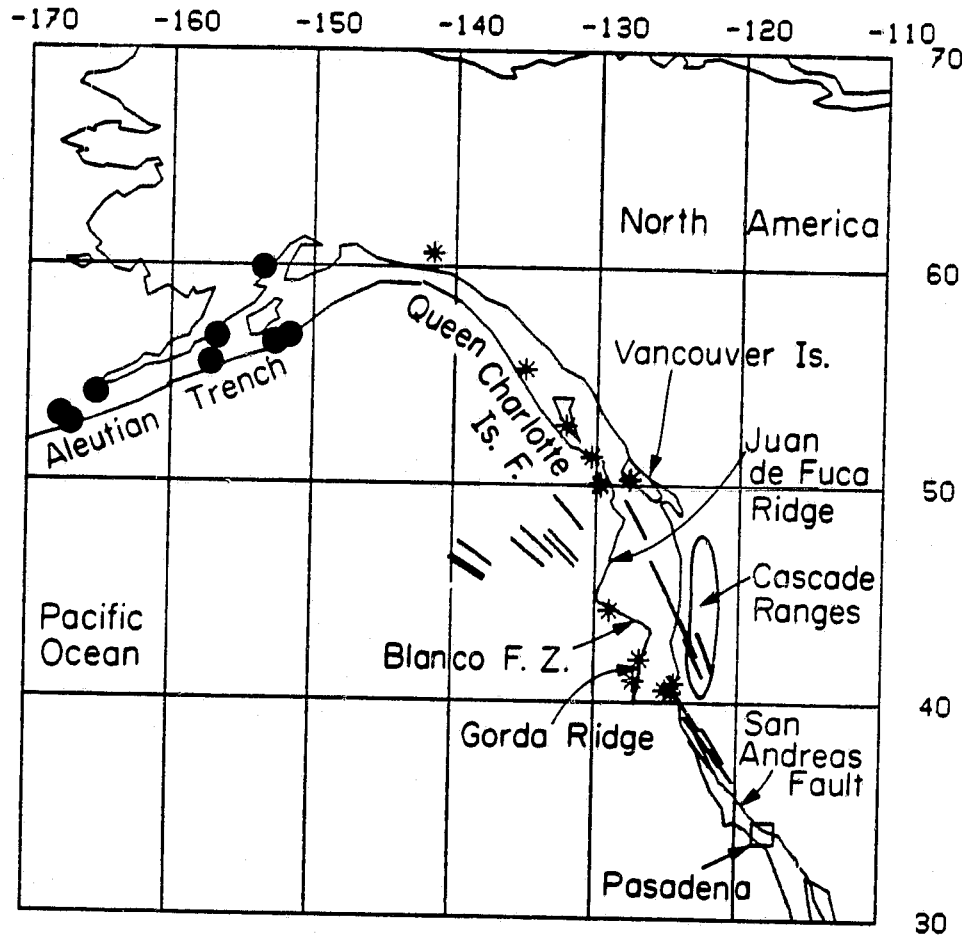 -170 -160 -150 -140 -130 -120 -110
70
North America
60
Queen Charlotte
Is. F.
Vancouver Is.
Aleutian Trench
Juan
de Fuca
Ridge
50
Cascade
Ranges
Pacific
Ocean
Blanco F. Z.
40
Gorda Ridge
San
Andreas
Fault
Pasadena
30